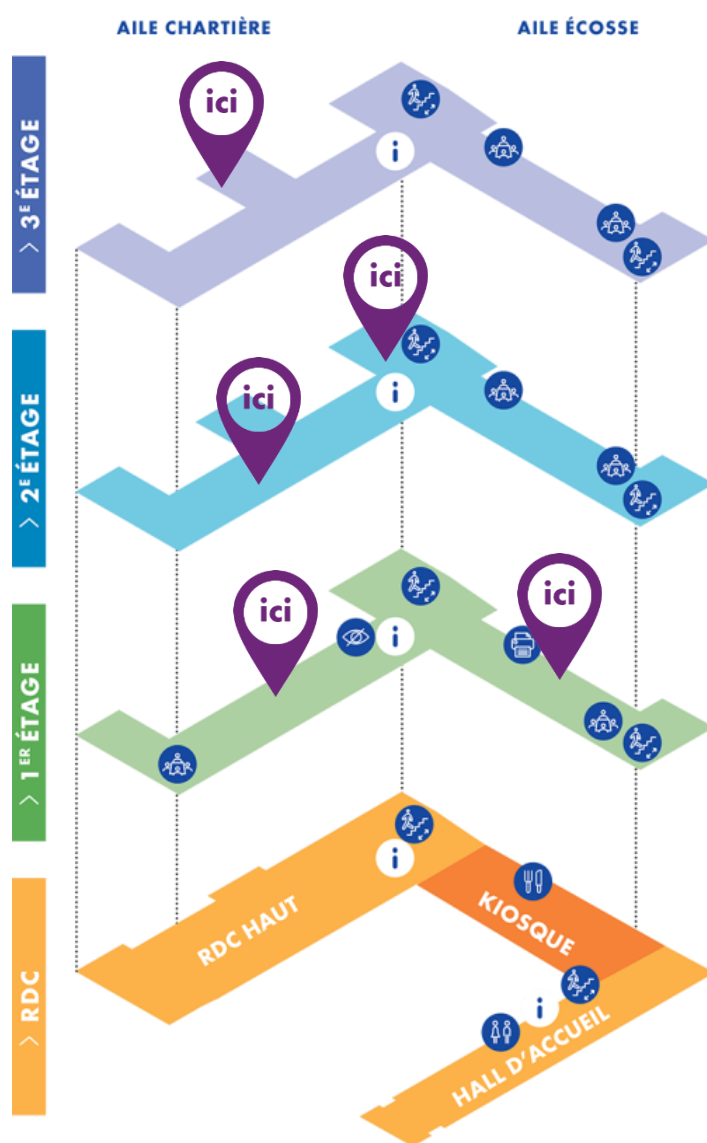 AILE CHARTIÈRE
AILE ÉCOSSE
> 3E ÉTAGE
ici
i
> 2E ÉTAGE
ici
ici
i
> 1ER ÉTAGE
ici
ici
i
> RDC
i
RDC HAUT
KIOSQUE
i
HALL D'ACCUEIL